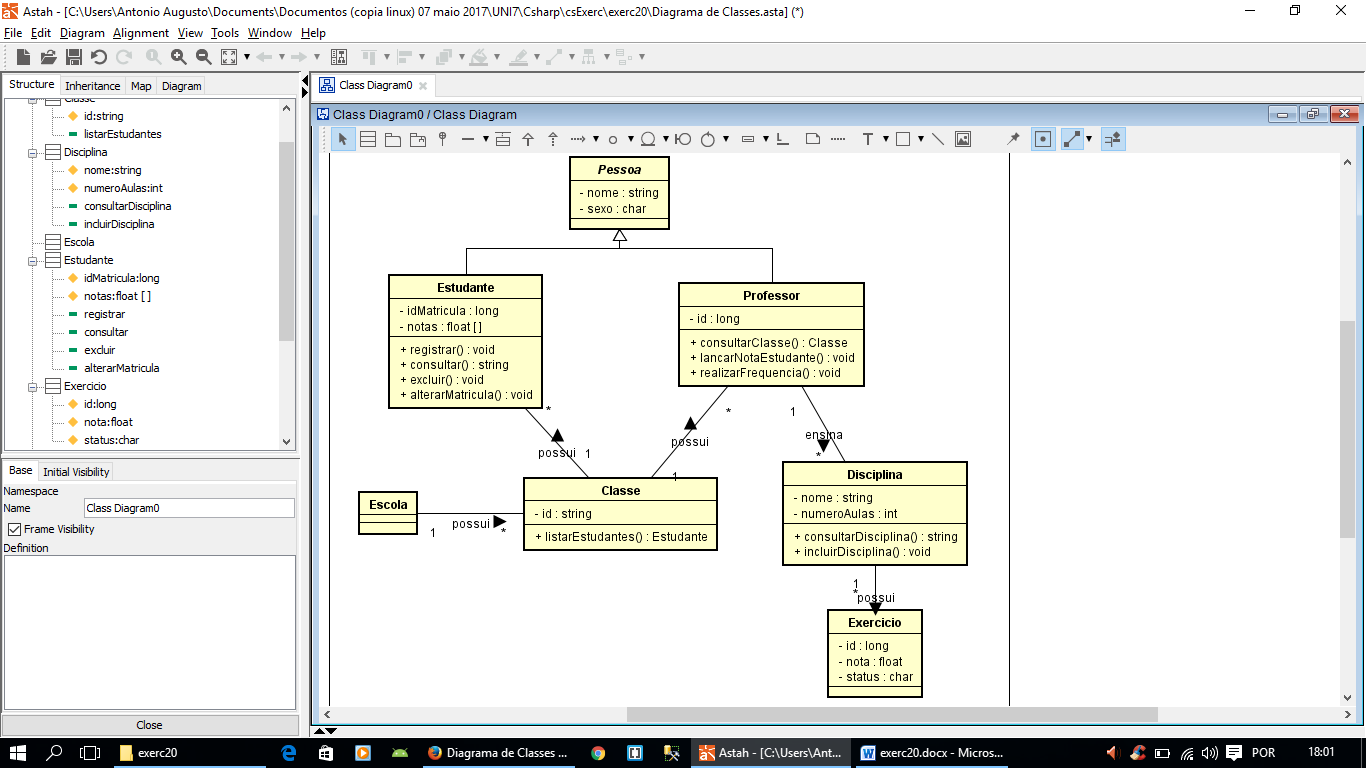 Astah - [C:\Users\Antonio Augusto\Documents\Documentos (copia linux) 07 maio 2017\UNI7\Csharp\csExerc\exerc20\Diagrama de Classes.asta] (*)
File Edit Diagram Alignment View Tools Window Help
Structure Inheritance Map Diagram
Classe
id:string
listarEstudantes
Disciplina
nome:string
numeroAulas:int
consultarDisciplina
incluirDisciplina
Escola
Estudante
idMatricula:long
notas:float [ ]
registrar
consultar
excluir
alterarMatricula
Exercicio
id:long
nota:float
status:char
Base Initial Visibility
Namespace
Name Class Diagram0
Frame Visibility
Definition
Close
Class Diagram0
Class Diagram0 / Class Diagram
T
Pessoa
- nome : string
- sexo : char
Estudante
- idMatricula : long
- notas : float [ ]
+ registrar() : void
+ consultar() : string
+ excluir() : void
+ alterarMatricula() : void
Professor
- id : long
+ consultarClasse() : Classe
+ lancarNotaEstudante() : void
+ realizarFrequencia() : void
*
possui 1
*
possui
1
1
ensina
*
Escola
1
possui
*
Classe
- id : string
+ listarEstudantes() : Estudante
Disciplina
- nome : string
- numeroAulas : int
+ consultarDisciplina() : string
+ incluirDisciplina() : void
1
*
possui
Exercicio
- id : long
- nota : float
- status : char
exerc20
Diagrama de Classes ...
Astah - [C:\Users\Ant...
exerc20.docx - Micros...
POR
18:01